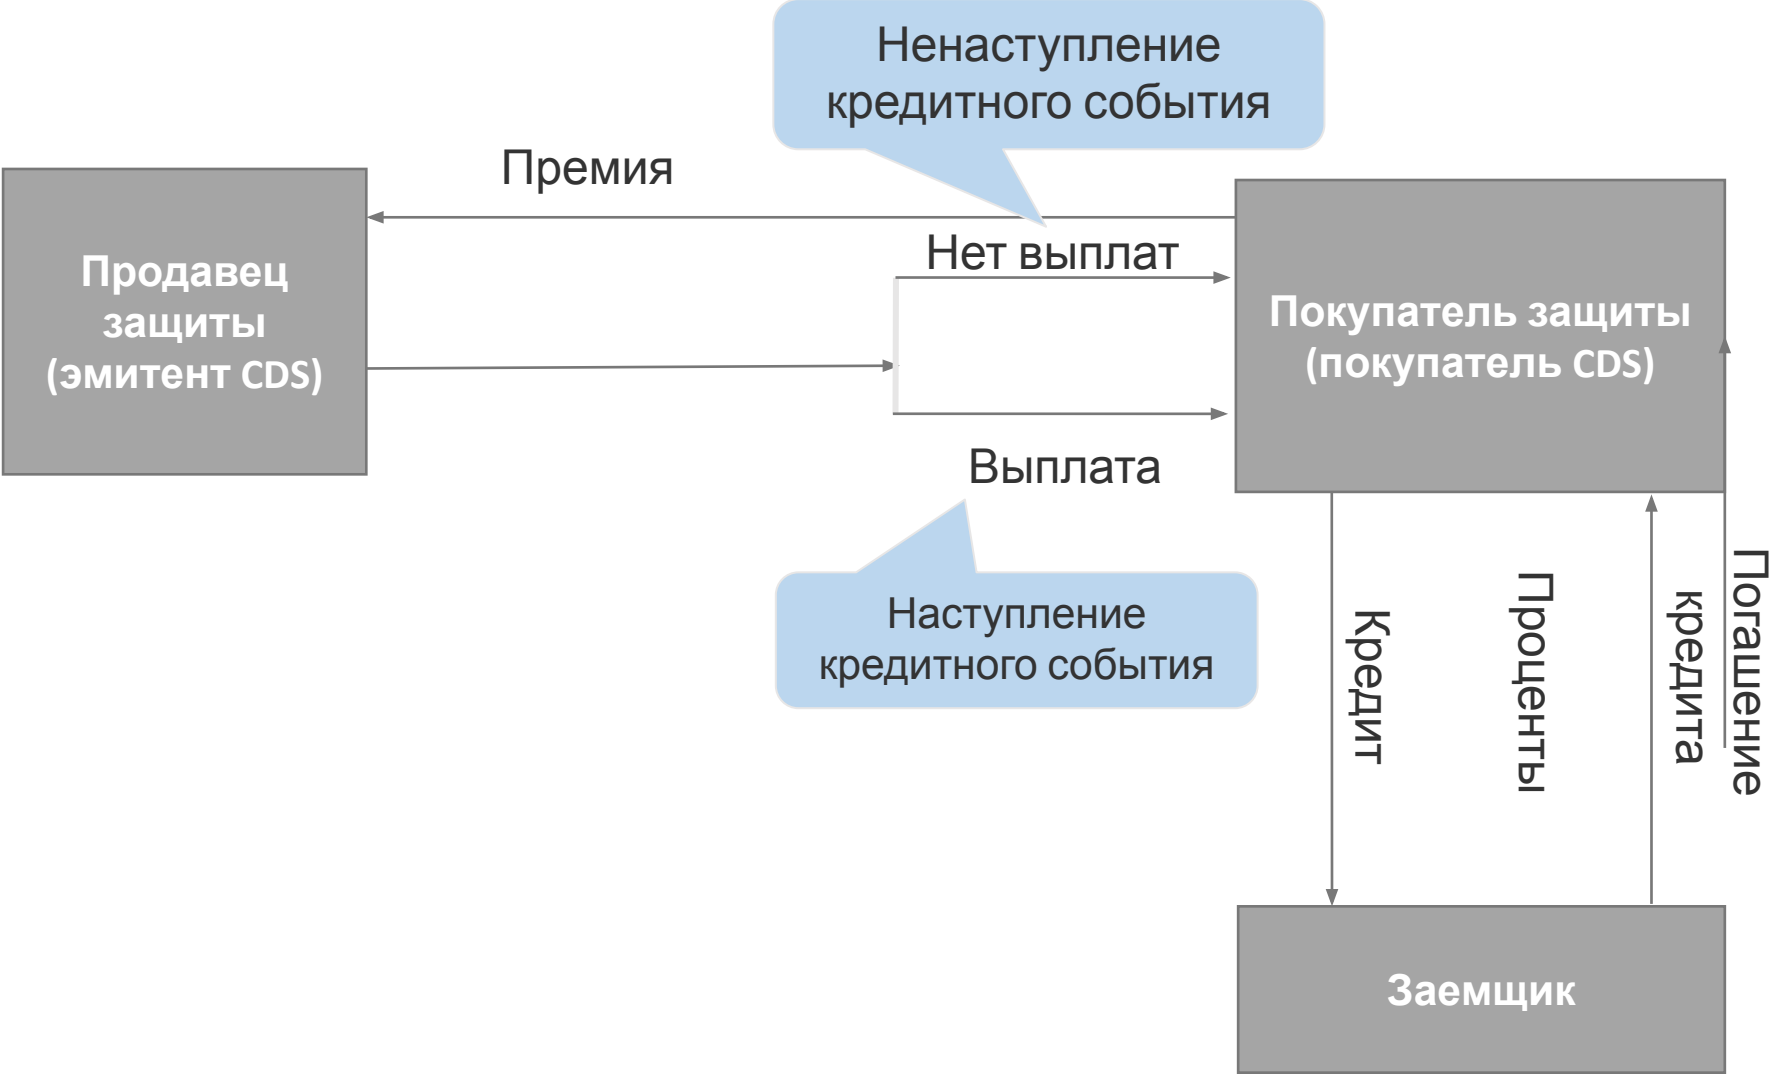 Ненаступление
кредитного события
Премия
Продавец
защиты
(эмитент CDS)
Нет выплат
Покупатель защиты
(покупатель CDS)
Выплата
Наступление
кредитного события
Кредит
Проценты
Погашение
кредита
Заемщик